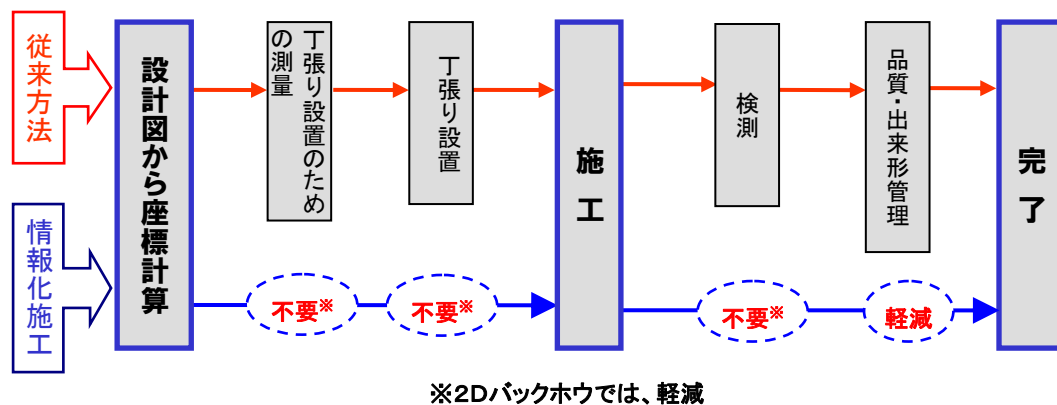 従来方法
設計図から座標計算
丁張り設置のため
の測量
丁張り設置
施工
検測
品質・出来形管理
完了
情報化施工
不要※
不要※
不要※
軽減
※2Dバックホウでは、軽減